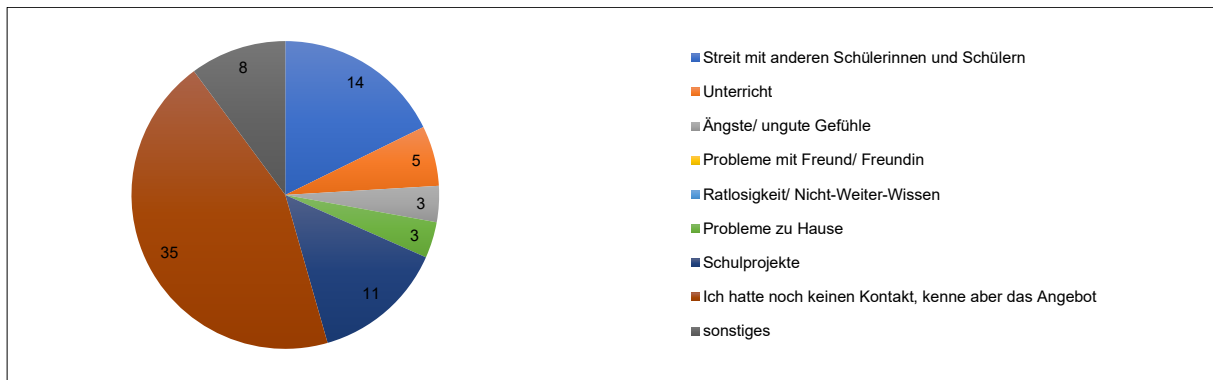 8
14
5
3
3
11
35
Streit mit anderen Schülerinnen und Schülern
Unterricht
Ängste/ ungute Gefühle
Probleme mit Freund/ Freundin
Ratlosigkeit/ Nicht-Weiter-Wissen
Probleme zu Hause
Schulprojekte
Ich hatte noch keinen Kontakt, kenne aber das Angebot
sonstiges